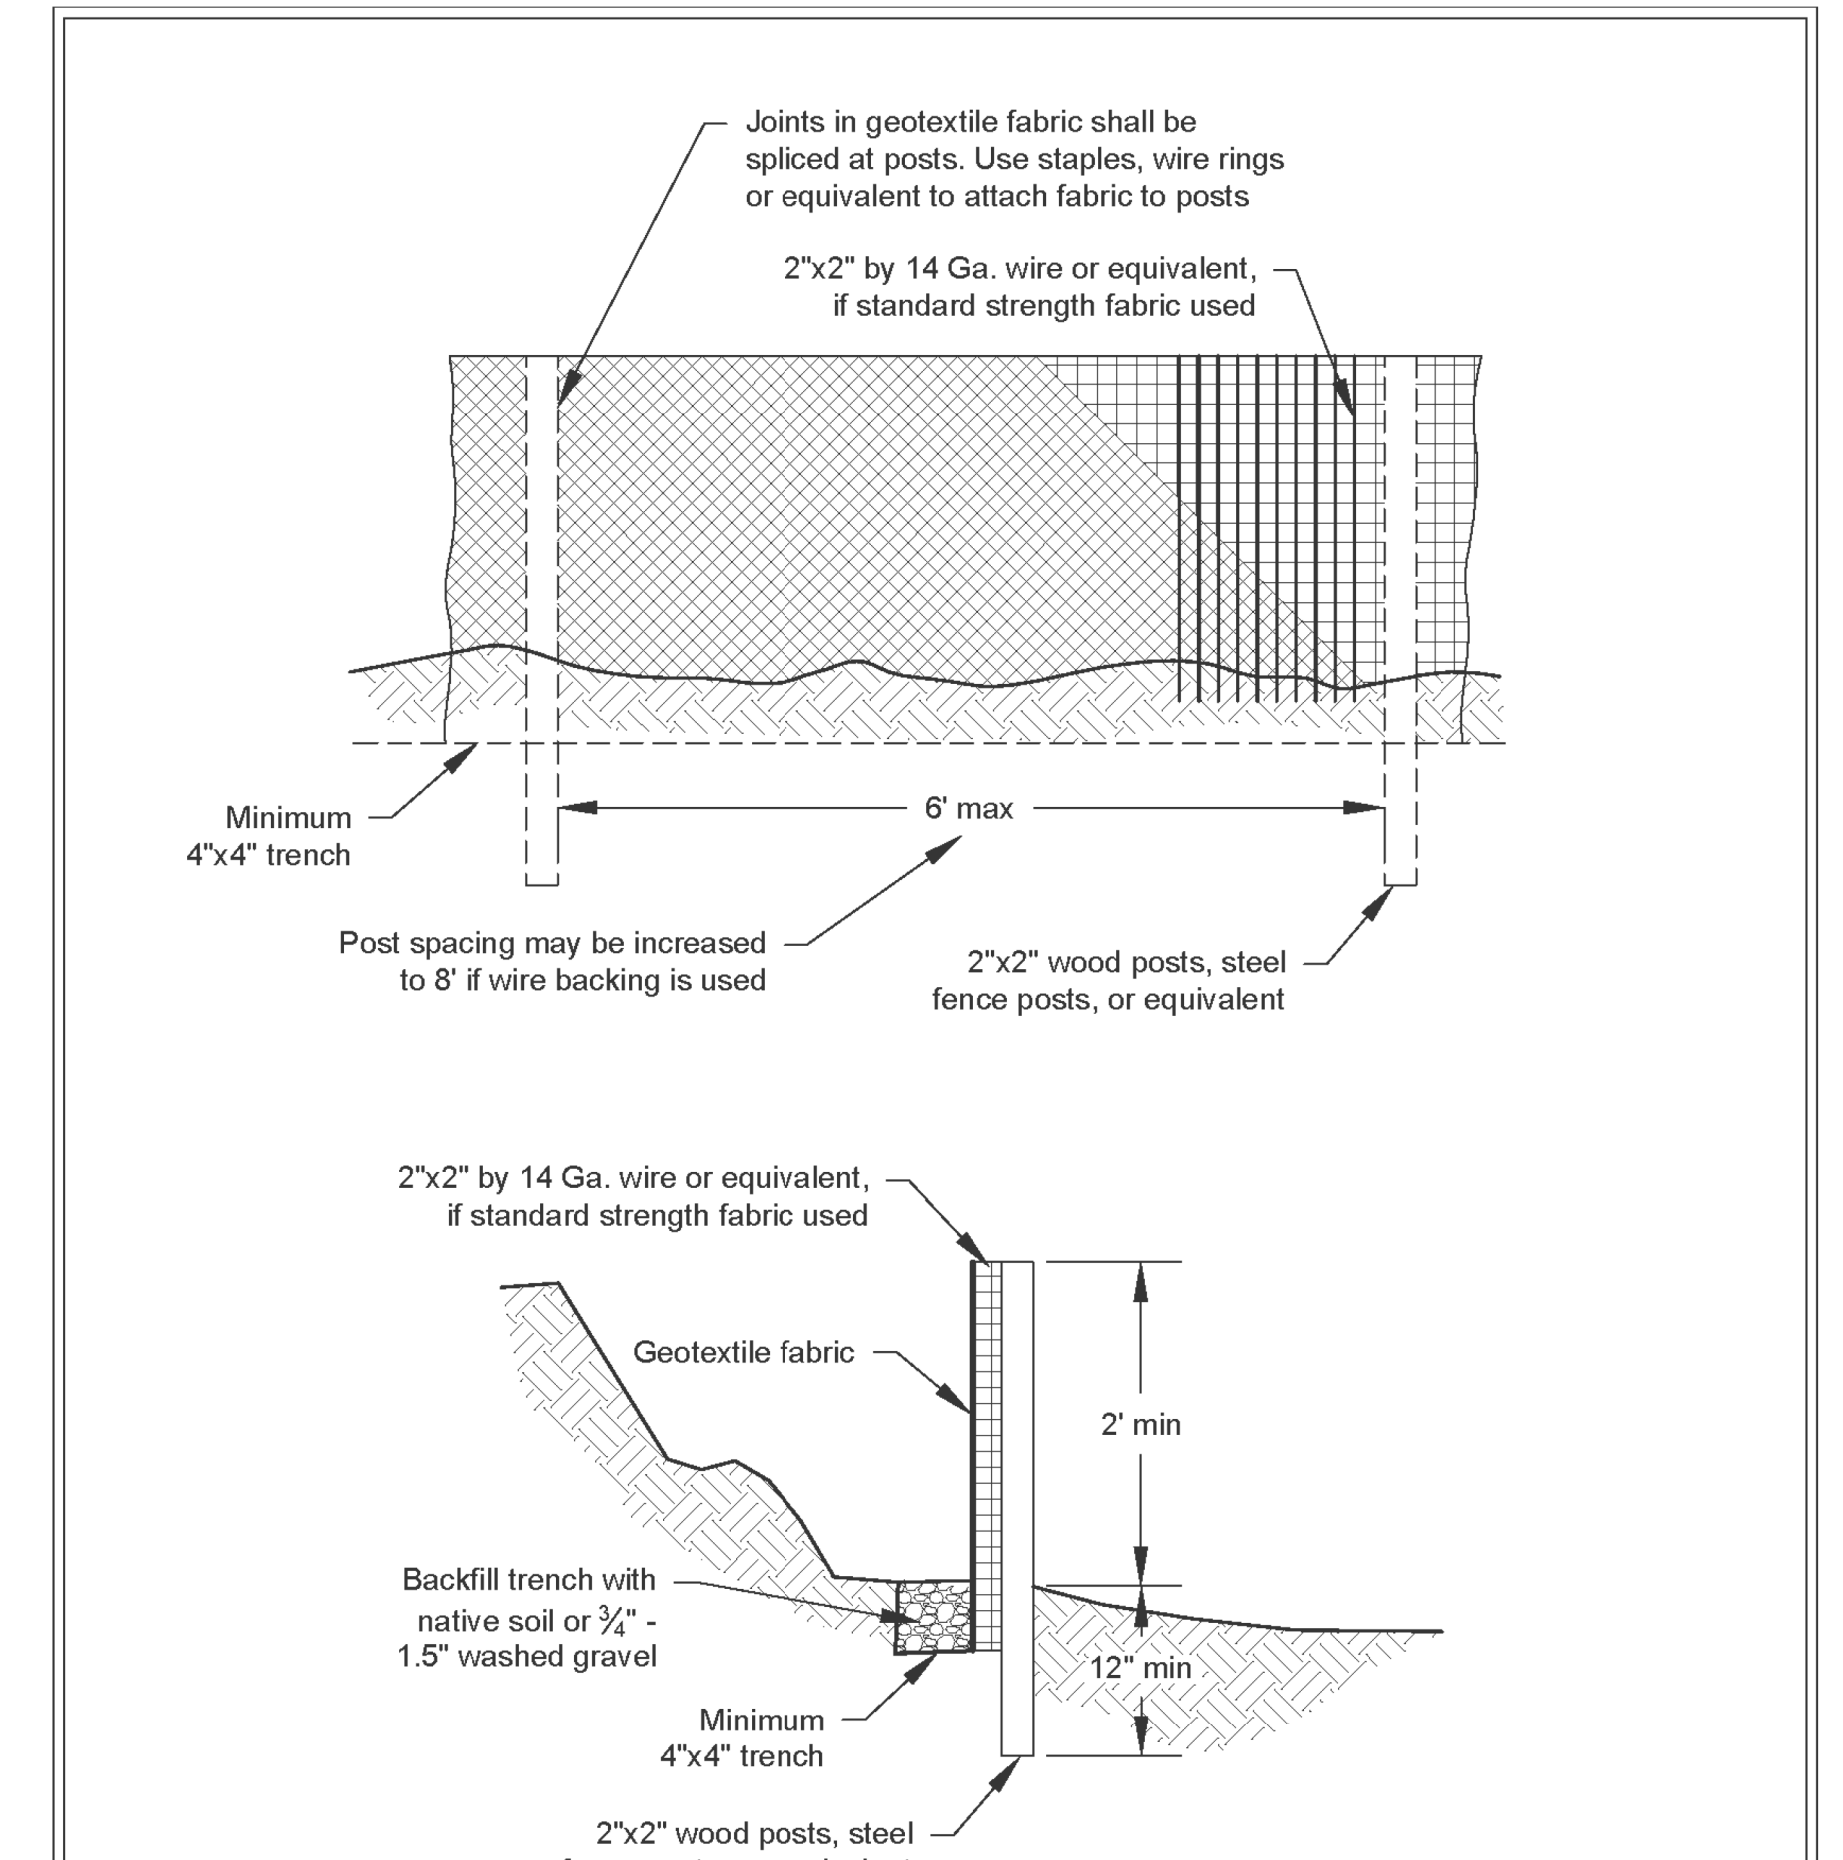 Joints in geotextile fabric shall be
spliced at posts. Use staples, wire rings
or equivalent to attach fabric to posts
2"x2" by 14 Ga. wire or equivalent,
if standard strength fabric used
Minimum
4"x4" trench
6' max
Post spacing may be increased
to 8' if wire backing is used
2"x2" wood posts, steel
fence posts, or equivalent
2"x2" by 14 Ga. wire or equivalent,
if standard strength fabric used
Geotextile fabric
2' min
Backfill trench with
native soil or ¾" -
1.5" washed gravel
12" min
Minimum
4"x4" trench
2"x2" wood posts, steel